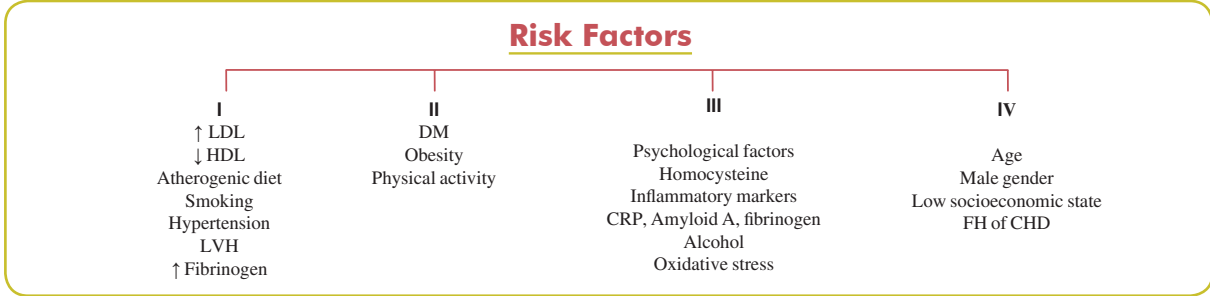 Risk Factors
I
↑ LDL
↓ HDL
Atherogenic diet
Smoking
Hypertension
LVH
↑ Fibrinogen
II
DM
Obesity
Physical activity
III
Psychological factors
Homocysteine
Inflammatory markers
CRP, Amyloid A, fibrinogen
Alcohol
Oxidative stress
IV
Age
Male gender
Low socioeconomic state
FH of CHD